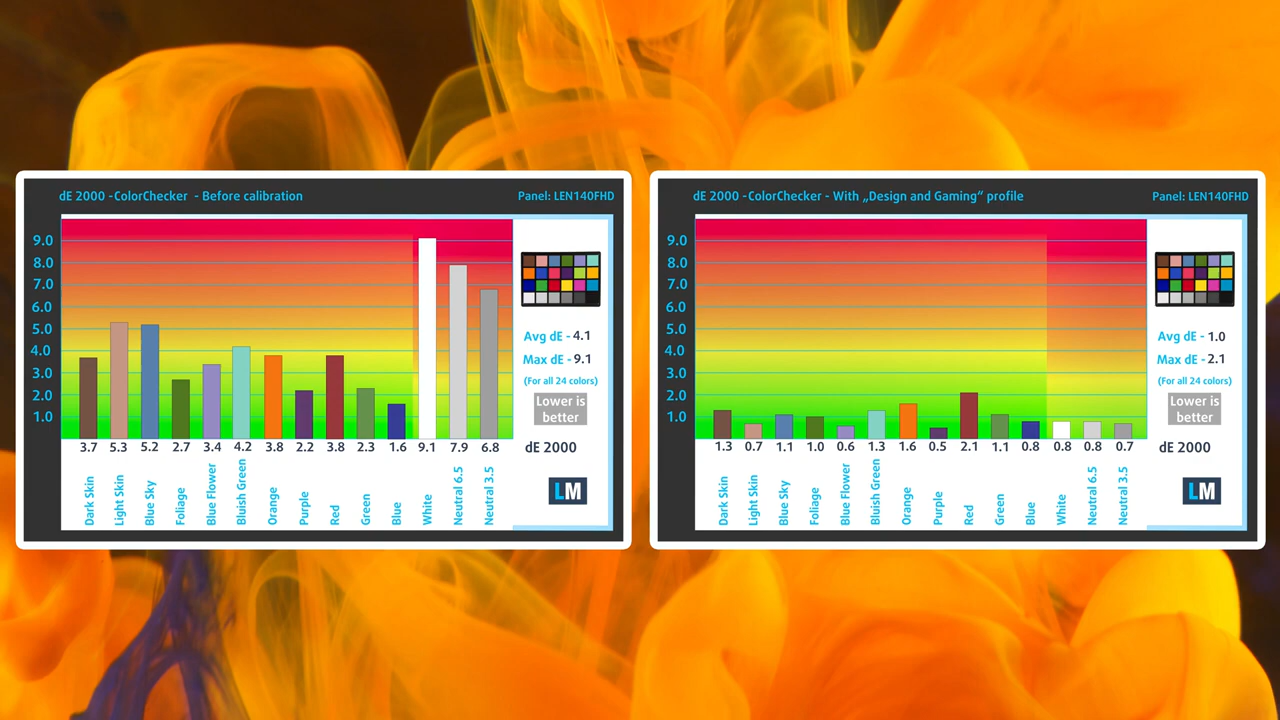 dE 2000 -ColorChecker - Before calibration
Panel: LEN140FHD
9.0
8.0
7.0
6.0
5.0
4.0
3.0
2.0
1.0
3.7 5.3 5.2 2.7 3.4 4.2 3.8 2.2 3.8 2.3 1.6 9.1 7.9 6.8
Dark Skin
Light Skin
Blue Sky
Foliage
Blue Flower
Bluish Green
Orange
Purple
Red
Green
Blue
White
Neutral 6.5
Neutral 3.5
Avg dE - 4.1
Max dE - 9.1
(For all 24 colors)
Lower is
better
dE 2000
LM
dE 2000 -ColorChecker - With „Design and Gaming“ profile
Panel: LEN140FHD
9.0
8.0
7.0
6.0
5.0
4.0
3.0
2.0
1.0
1.3 0.7 1.1 1.0 0.6 1.3 1.6 0.5 2.1 1.1 0.8 0.8 0.8 0.7
Dark Skin
Light Skin
Blue Sky
Foliage
Blue Flower
Bluish Green
Orange
Purple
Red
Green
Blue
White
Neutral 6.5
Neutral 3.5
Avg dE - 1.0
Max dE - 2.1
(For all 24 colors)
Lower is
better
dE 2000
LM